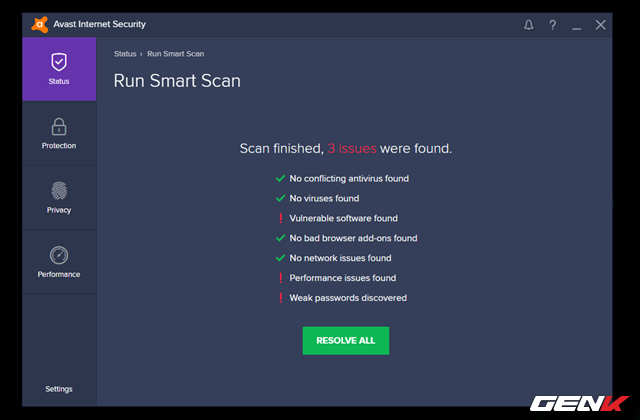 Avast Internet Security
?
Status
Status › Run Smart Scan
Run Smart Scan
Protection
Scan finished, 3 issues were found.
No conflicting antivirus found
No viruses found
Privacy
! Vulnerable software found
No bad browser add-ons found
No network issues found
Performance
! Performance issues found
! Weak passwords discovered
RESOLVE ALL
Settings
GENK